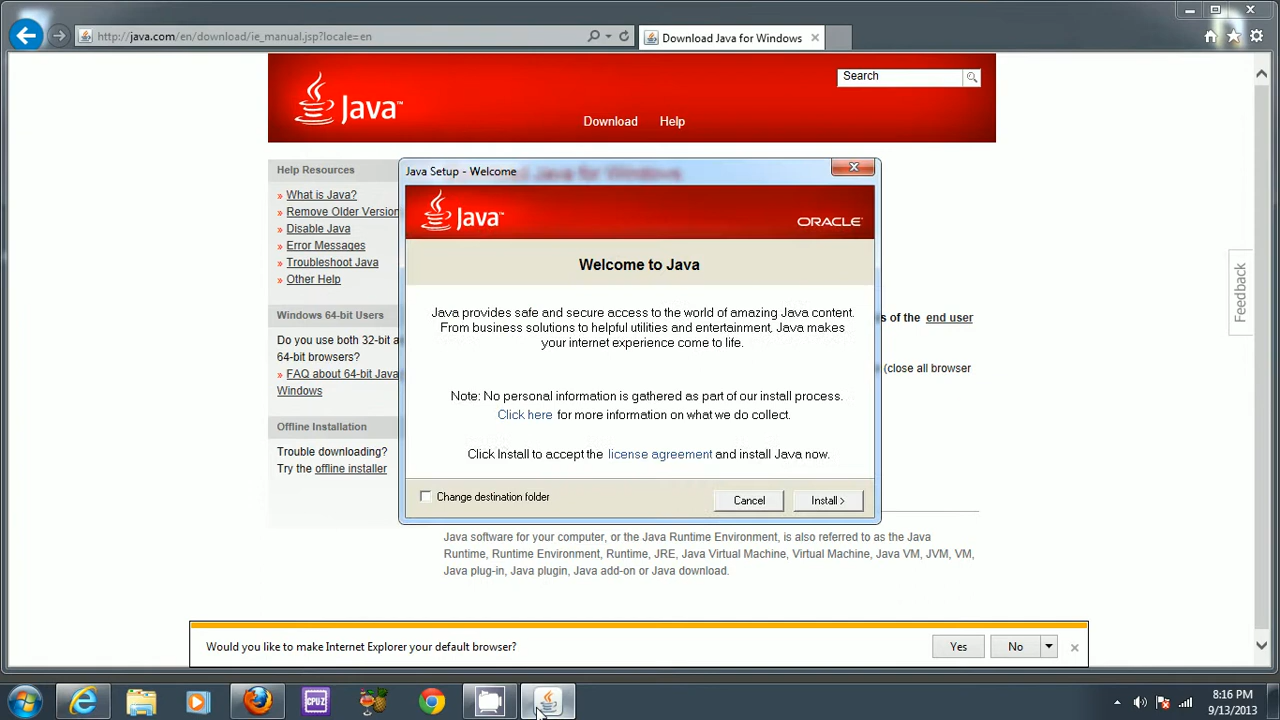 http://java.com/en/download/ie_manual.jsp?locale=en
Download Java for Windows
Java™
Search
Download
Help
Help Resources
» What is Java?
» Remove Older Version
» Disable Java
» Error Messages
» Troubleshoot Java
» Other Help
Windows 64-bit Users
Do you use both 32-bit a
64-bit browsers?
» FAQ about 64-bit Java
Windows
Offline Installation
Trouble downloading?
Try the offline installer
Java for Windows
Java Setup - Welcome
Java™
ORACLE
Welcome to Java
Java provides safe and secure access to the world of amazing Java content.
From business solutions to helpful utilities and entertainment, Java makes
your internet experience come to life.
Note: No personal information is gathered as part of our install process.
Click here for more information on what we do collect.
Click Install to accept the license agreement and install Java now.
Change destination folder
Cancel
Install >
s of the end user
(close all browser
Feedback
Java software for your computer, or the Java Runtime Environment, is also referred to as the Java
Runtime, Runtime Environment, Runtime, JRE, Java Virtual Machine, Virtual Machine, Java VM, JVM, VM,
Java plug-in, Java plugin, Java add-on or Java download.
Would you like to make Internet Explorer your default browser?
Yes
No
CPUZ
8:16 PM
9/13/2013